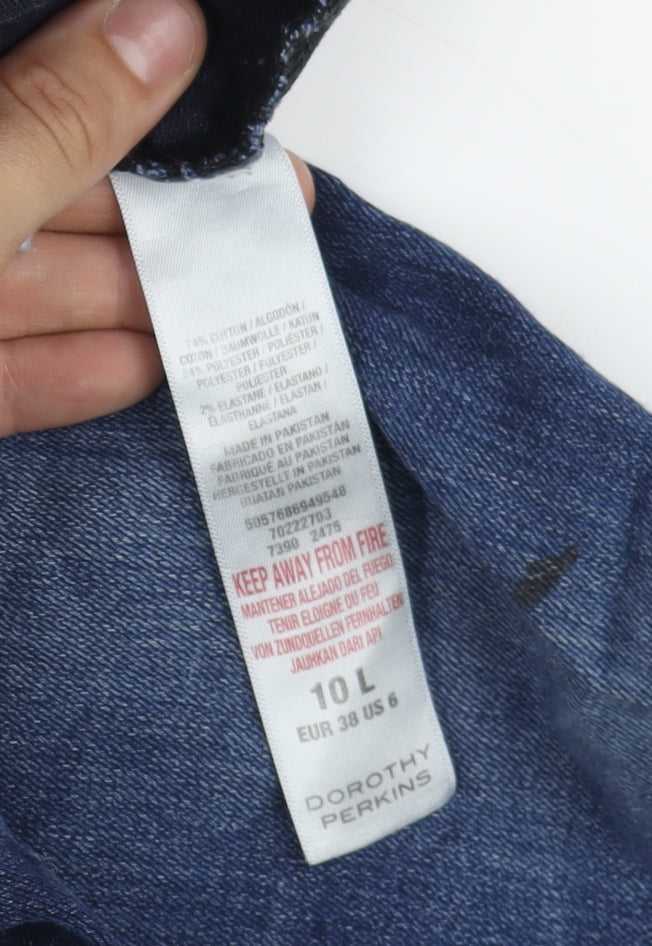 74% COTTON / ALGODÓN /
COTON / BAUMWOLLE / KATUN
24% POLYESTER / POLIÉSTER /
POLYESTER / POLYESTER /
POLIESTER
2% ELASTANE / ELASTANO /
ÉLASTHANNE / ELASTAN /
ELASTANA
MADE IN PAKISTAN
FABRICADO EN PAKISTÁN
FABRIQUÉ AU PAKISTAN
HERGESTELLT IN PAKISTAN
BUATAN PAKISTAN
5057686949548
70222703
7390 2475
KEEP AWAY FROM FIRE
MANTENER ALEJADO DEL FUEGO
TENIR ÉLOIGNÉ DU FEU
VON ZÜNDQUELLEN FERNHALTEN
JAUHKAN DARI API
10 L
EUR 38 US 6
DOROTHY
PERKINS